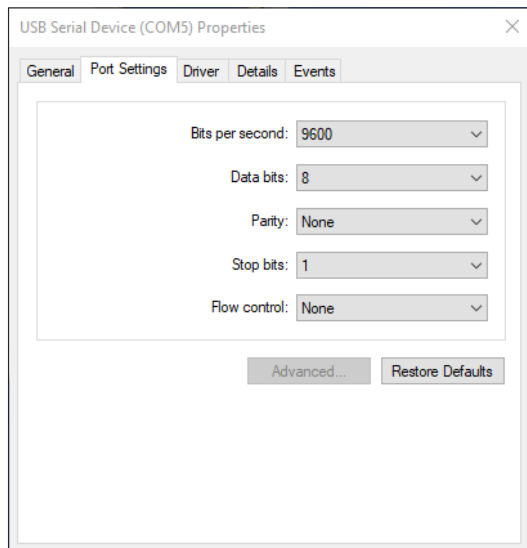 USB Serial Device (COM5) Properties
General Port Settings Driver Details Events
Bits per second: 9600
Data bits: 8
Parity: None
Stop bits: 1
Flow control: None
Advanced... Restore Defaults